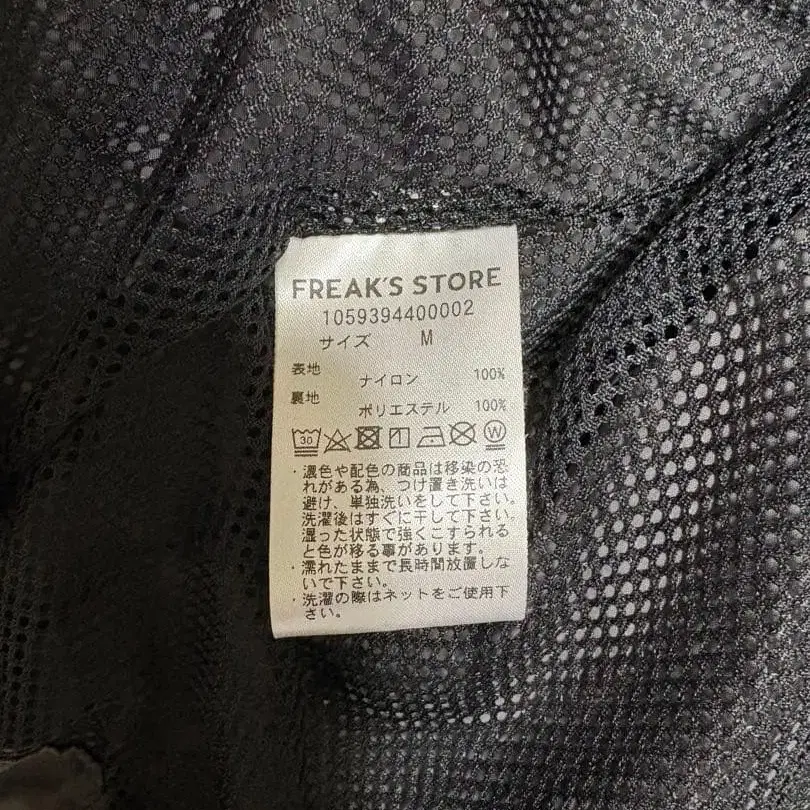 FREAK'S STORE
1059394400002
サイズ M
表地
ナイロン 100%
裏地
ポリエステル 100%
30 W
・濃色や配色の商品は移染の恐
れがある為、つけ置き洗いは
避け、単独洗いをして下さい。
洗濯後はすぐに干して下さい。
湿った状態で強くこすられる
と色が移る事があります。
・濡れたままで長時間放置しな
いで下さい。
・洗濯の際はネットをご使用下
さい。